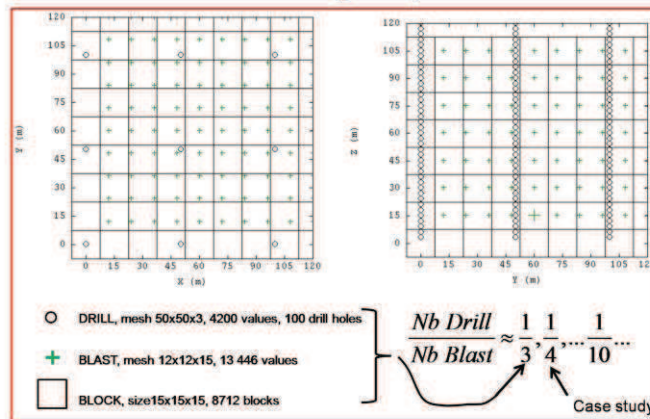 120
105
90
75
60
45
30
15
0
Y (m)
0 15 30 45 60 75 90 105 120
X (m)
120
105
90
75
60
45
30
15
0
Z (m)
0 15 30 45 60 75 90 105 120
Y (m)
DRILL, mesh 50x50x3, 4200 values, 100 drill holes
BLAST, mesh 12x12x15, 13 446 values
BLOCK, size15x15x15, 8712 blocks
Nb Drill / Nb Blast ≈ 1/3, 1/4, ... 1/10 ...
Case study